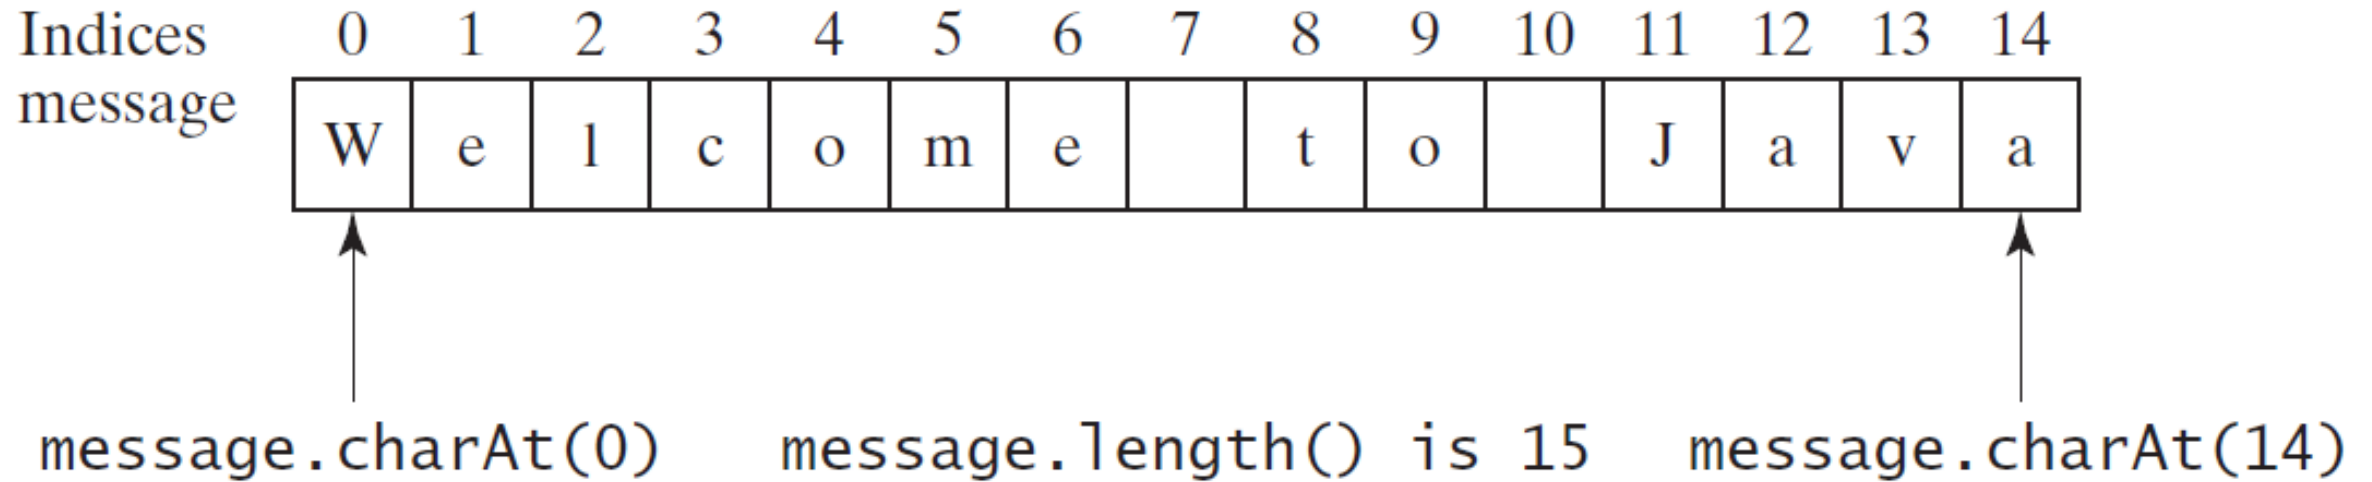 Indices 0 1 2 3 4 5 6 7 8 9 10 11 12 13 14
message
W e l c o m e t o J a v a
message.charAt(0) message.length() is 15 message.charAt(14)